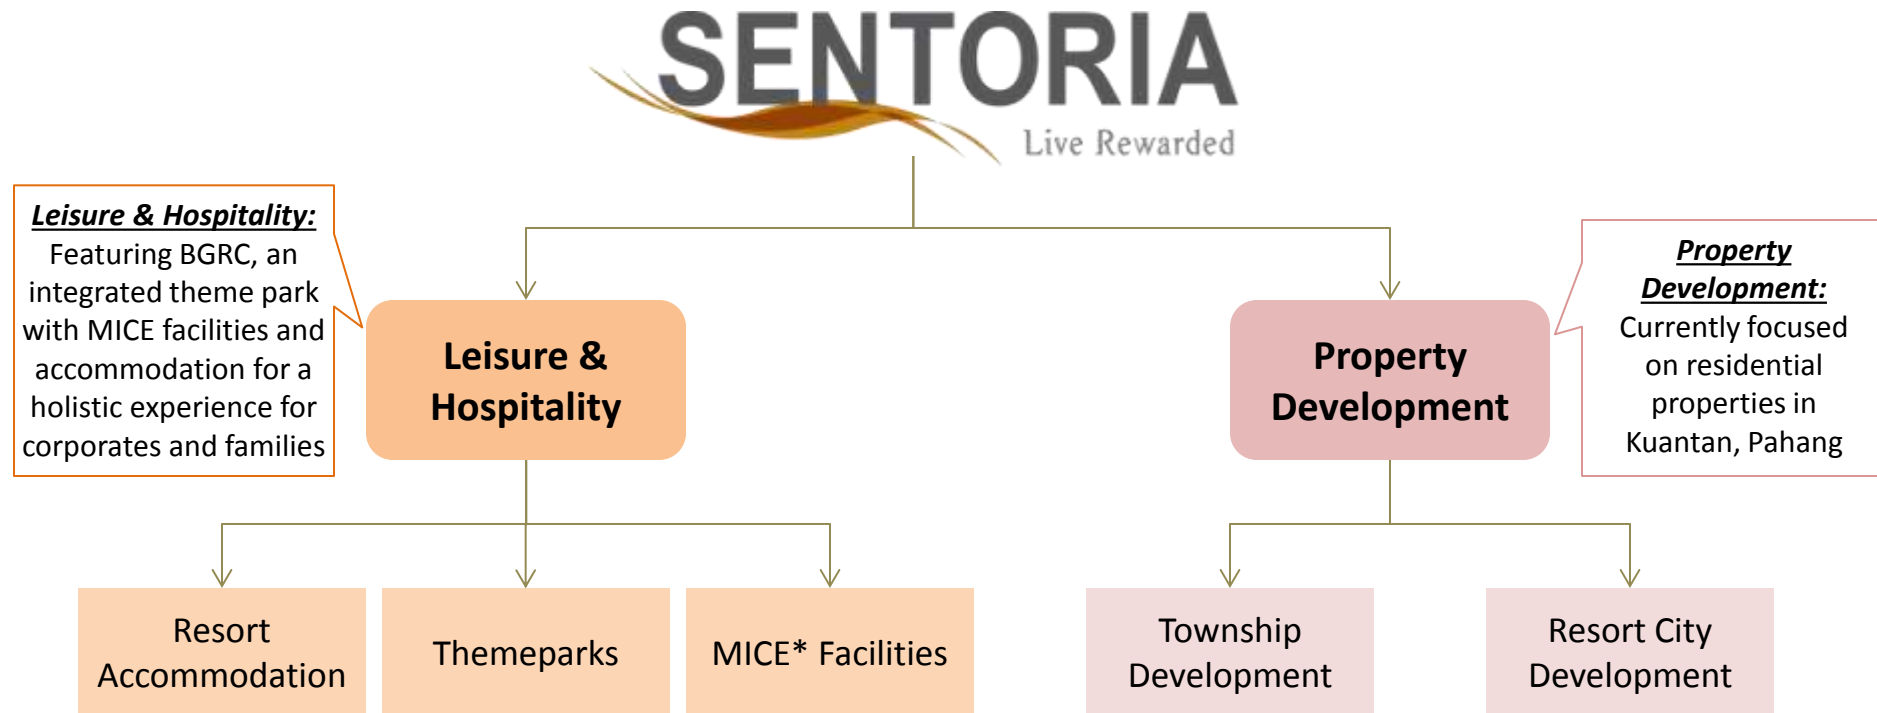 SENTORIA
Live Rewarded
Leisure & Hospitality:
Featuring BGRC, an
integrated theme park
with MICE facilities and
accommodation for a
holistic experience for
corporates and families
Property
Development:
Currently focused
on residential
properties in
Kuantan, Pahang
Leisure &
Hospitality
Property
Development
Resort
Accommodation
Themeparks
MICE* Facilities
Township
Development
Resort City
Development